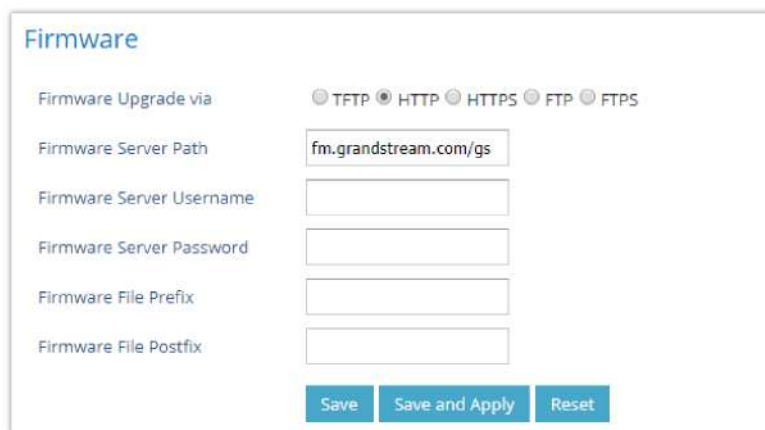 Firmware
Firmware Upgrade via TFTP HTTP HTTPS FTP FTPS
Firmware Server Path fm.grandstream.com/gs
Firmware Server Username
Firmware Server Password
Firmware File Prefix
Firmware File Postfix
Save Save and Apply Reset